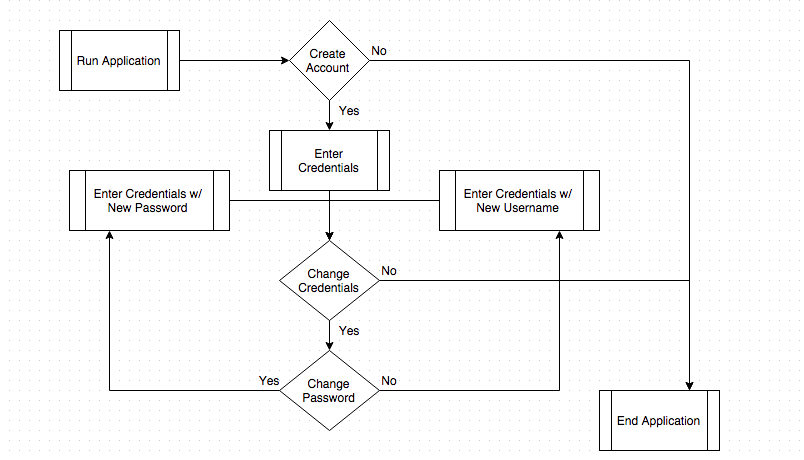 Run Application
Create
Account
No
Yes
Enter
Credentials
Enter Credentials w/
New Password
Enter Credentials w/
New Username
Change
Credentials
No
Yes
Change
Password
Yes
No
End Application